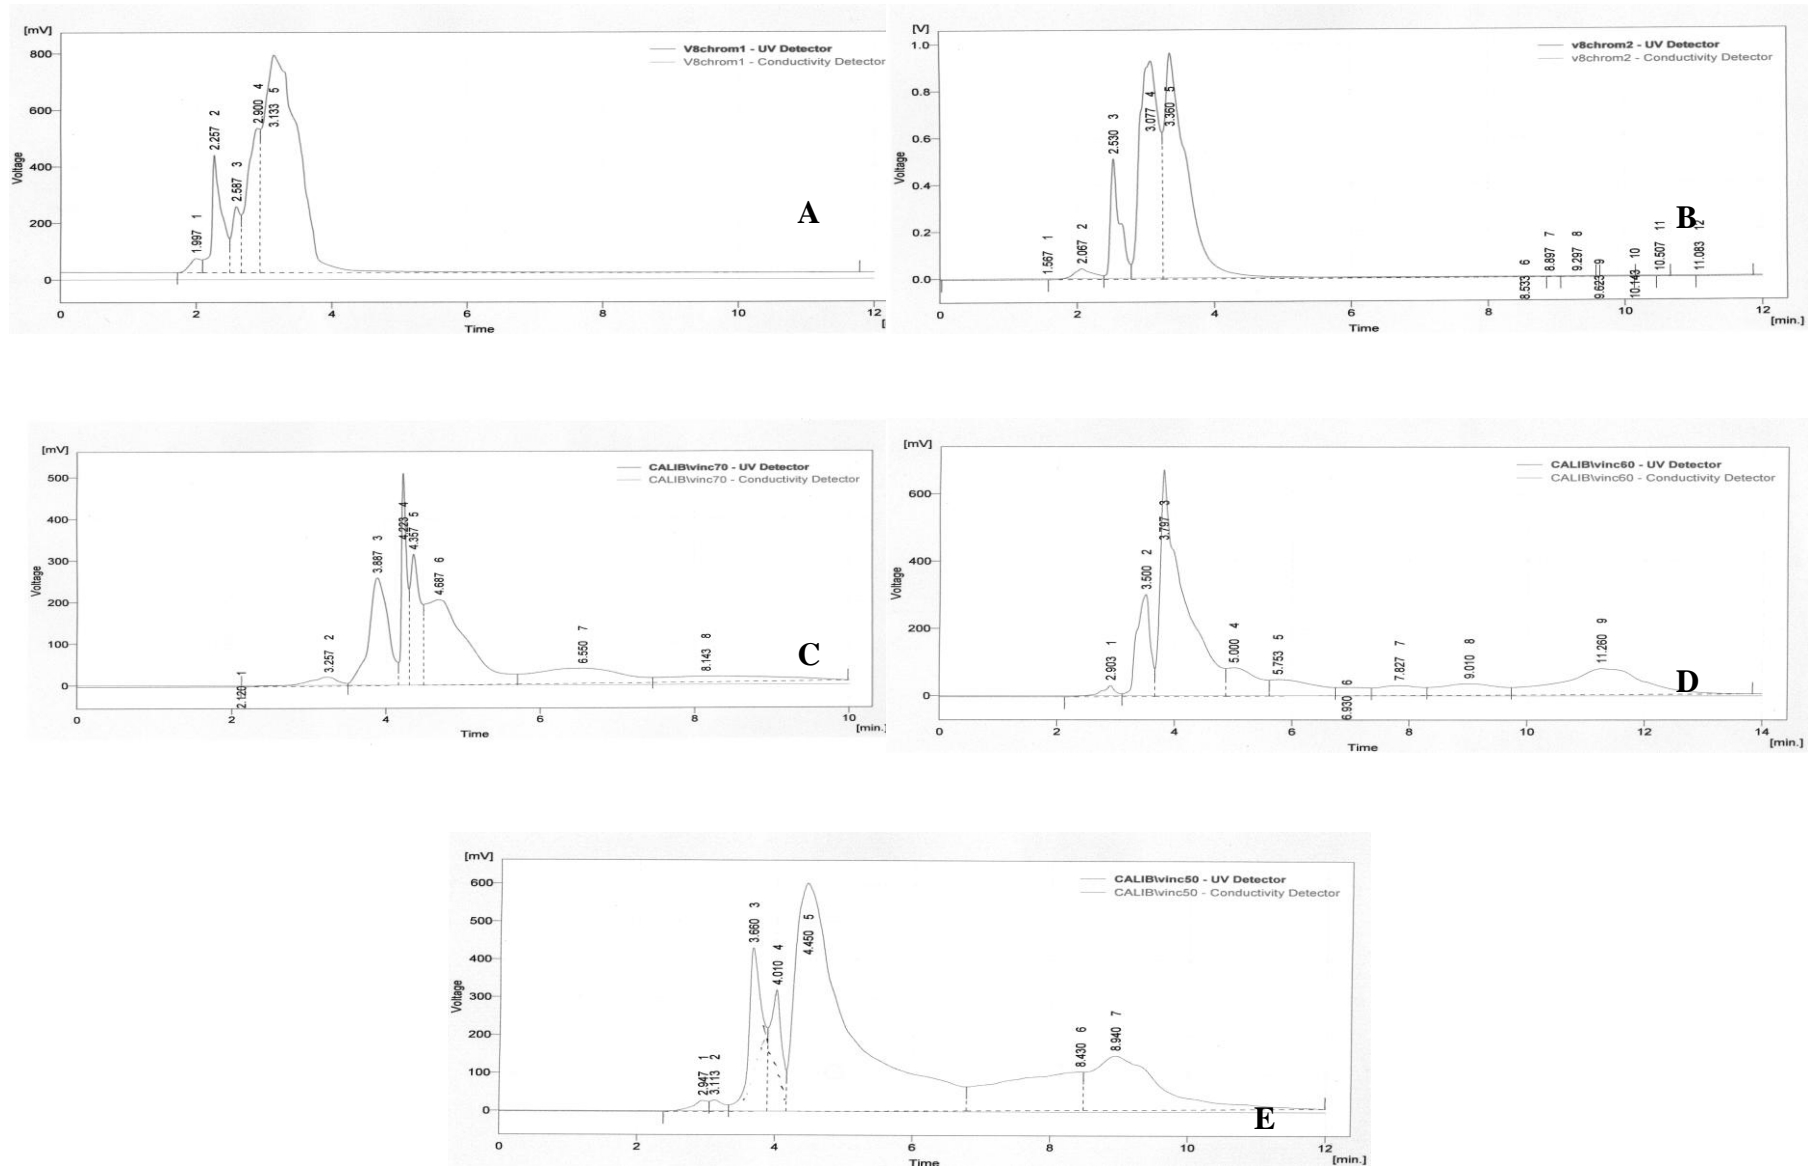 [mV]
V8chrom1 - UV Detector
V8chrom1 - Conductivity Detector
800
600
400
200
0
Voltage
1.997 1
2.257 2
2.587 3
2.900 4
3.133 5
A
0 2 4 6 8 10 12
Time
[V]
v8chrom2 - UV Detector
v8chrom2 - Conductivity Detector
1.0
0.8
0.6
0.4
0.2
0.0
Voltage
1.567 1
2.067 2
2.530 3
3.077 4
3.360 5
8.533 6
8.897 7
9.297 8
9.623 9
10.143 10
10.507 11
11.083 12
B
0 2 4 6 8 10 12
Time
[min.]
[mV]
CALIB\vinc70 - UV Detector
CALIB\vinc70 - Conductivity Detector
500
400
300
200
100
0
Voltage
2.120 1
3.257 2
3.887 3
4.223 4
4.357 5
4.687 6
6.550 7
8.143 8
C
0 2 4 6 8 10
Time
[min.]
[mV]
CALIB\vinc60 - UV Detector
CALIB\vinc60 - Conductivity Detector
600
400
200
0
Voltage
2.903 1
3.500 2
3.797 3
5.000 4
5.753 5
6.930 6
7.827 7
9.010 8
11.260 9
D
0 2 4 6 8 10 12 14
Time
[min.]
[mV]
CALIB\vinc50 - UV Detector
CALIB\vinc50 - Conductivity Detector
600
500
400
300
200
100
0
Voltage
2.947 1
3.113 2
3.660 3
4.010 4
4.450 5
8.430 6
8.940 7
E
0 2 4 6 8 10 12
Time
[min.]